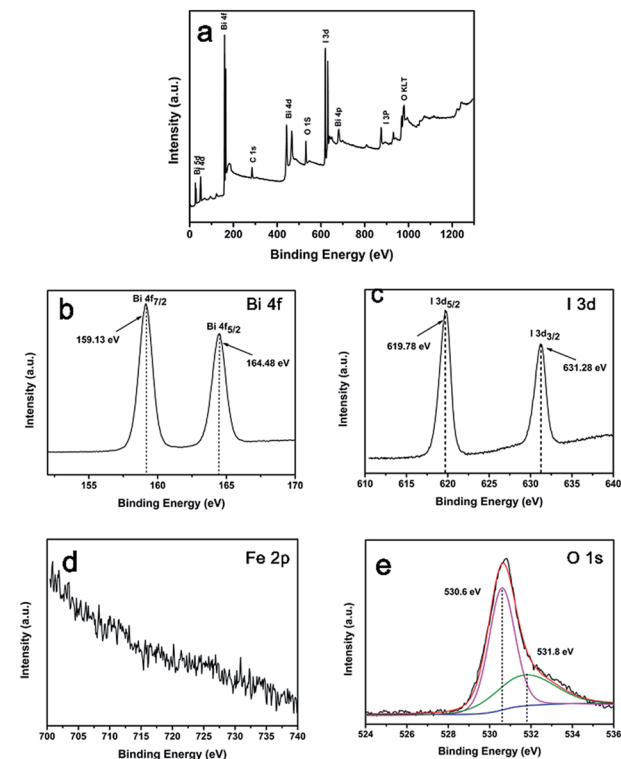 a
Bi 5d
I 4d
Bi 4f
C 1s
Bi 4d
O 1S
I 3d
Bi 4p
I 3P
O KLT
Intensity (a.u.)
0 200 400 600 800 1000 1200
Binding Energy (eV)
b
Bi 4f7/2
Bi 4f
159.13 eV
Bi 4f5/2
164.48 eV
Intensity (a.u.)
155 160 165 170
Binding Energy (eV)
c
I 3d5/2
I 3d
619.78 eV
I 3d3/2
631.28 eV
Intensity (a.u.)
610 615 620 625 630 635 640
Binding Energy (eV)
d
Fe 2p
Intensity (a.u.)
700 705 710 715 720 725 730 735 740
Binding Energy (eV)
e
O 1s
530.6 eV
531.8 eV
Intensity (a.u.)
524 526 528 530 532 534 536
Binding Energy (eV)